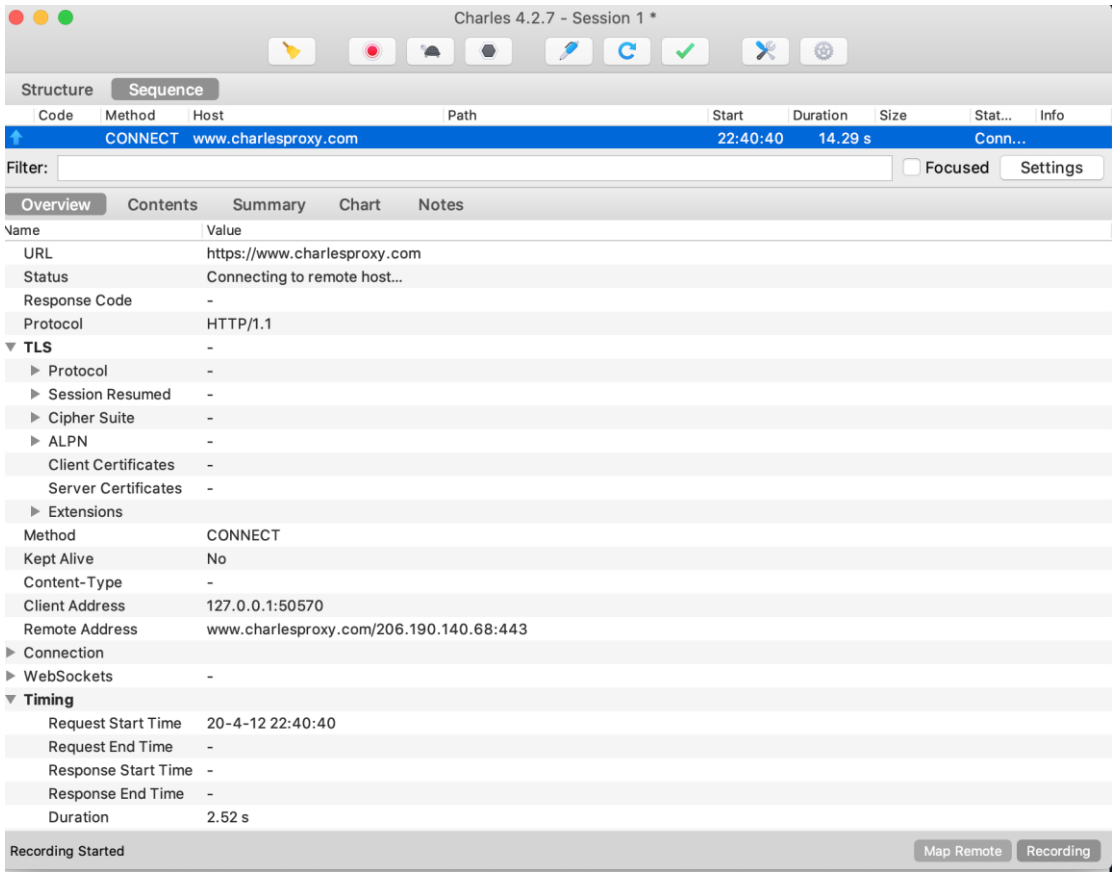 Charles 4.2.7 - Session 1 *
Structure Sequence
Code Method Host Path Start Duration Size Stat... Info
CONNECT www.charlesproxy.com 22:40:40 14.29 s Conn...
Filter: Focused Settings
Overview Contents Summary Chart Notes
Name Value
URL https://www.charlesproxy.com
Status Connecting to remote host...
Response Code -
Protocol HTTP/1.1
TLS -
Protocol -
Session Resumed -
Cipher Suite -
ALPN -
Client Certificates -
Server Certificates -
Extensions
Method CONNECT
Kept Alive No
Content-Type -
Client Address 127.0.0.1:50570
Remote Address www.charlesproxy.com/206.190.140.68:443
Connection
WebSockets -
Timing
Request Start Time 20-4-12 22:40:40
Request End Time -
Response Start Time -
Response End Time -
Duration 2.52 s
Recording Started Map Remote Recording